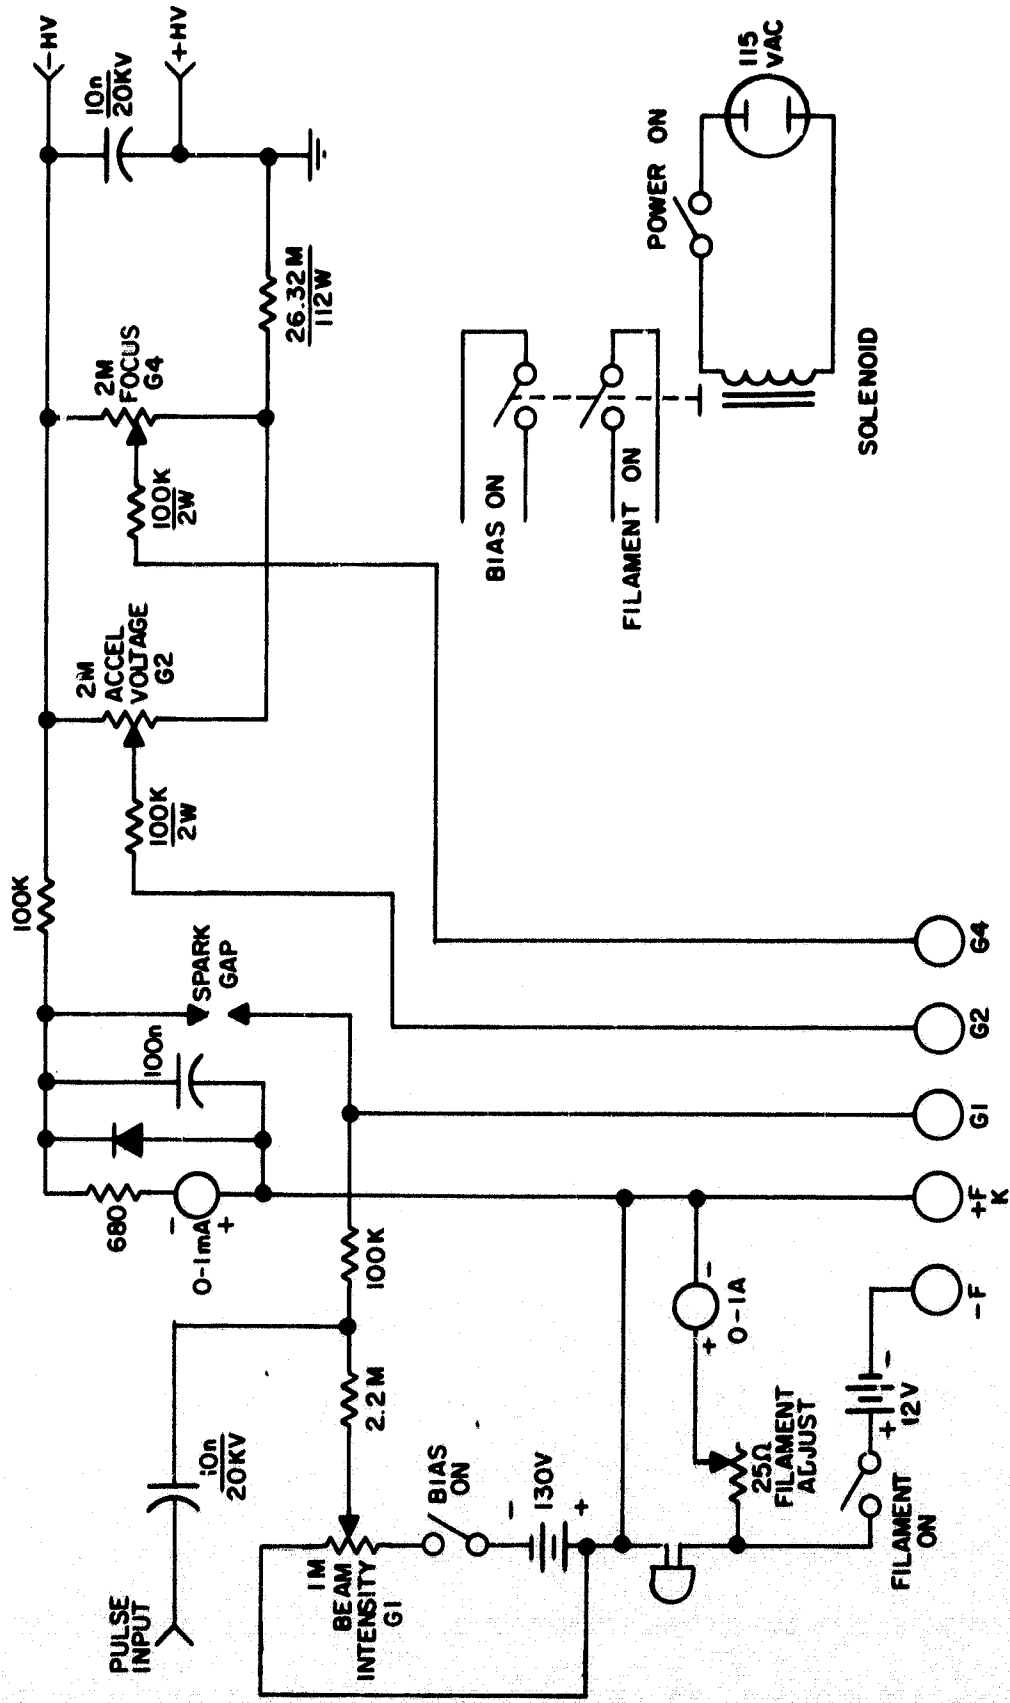 PULSE
INPUT
10n
20KV
680
0-1mA
-
+
100n
SPARK
GAP
100K
2M
ACCEL
VOLTAGE
G2
100K
2W
2M
FOCUS
G4
100K
2W
10n
20KV
-HV
+HV
26.32M
112W
1M
BEAM
INTENSITY
G1
2.2M
100K
BIAS
ON
-
130V
+
+
-
0-1A
25Ω
FILAMENT
ADJUST
FILAMENT
ON
+
-
12V
-F
+F
K
G1
G2
G4
BIAS ON
FILAMENT ON
POWER ON
115
VAC
SOLENOID